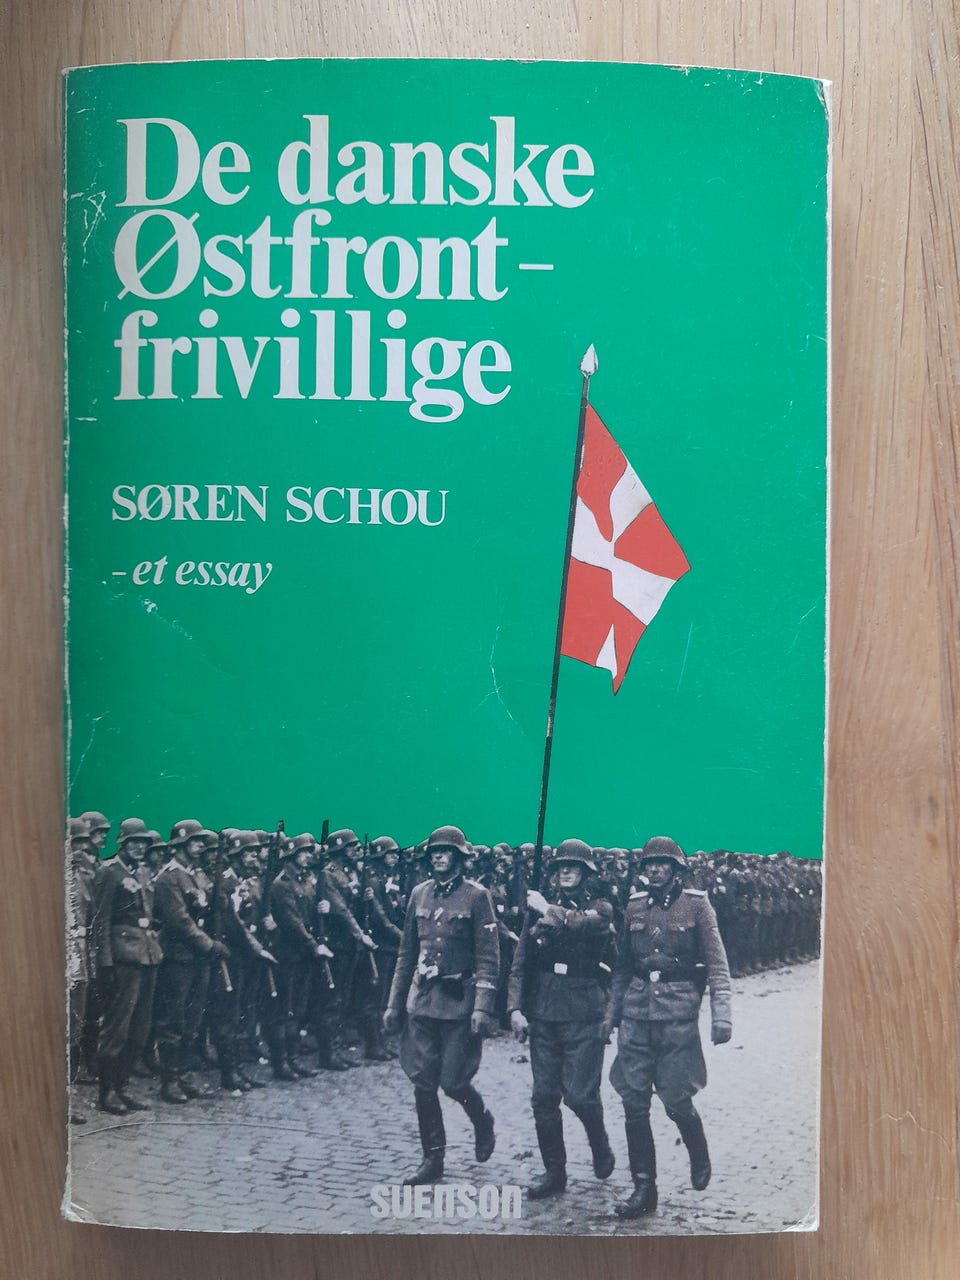 De danske
Østfront-
frivillige
SØREN SCHOU
- et essay
suenson